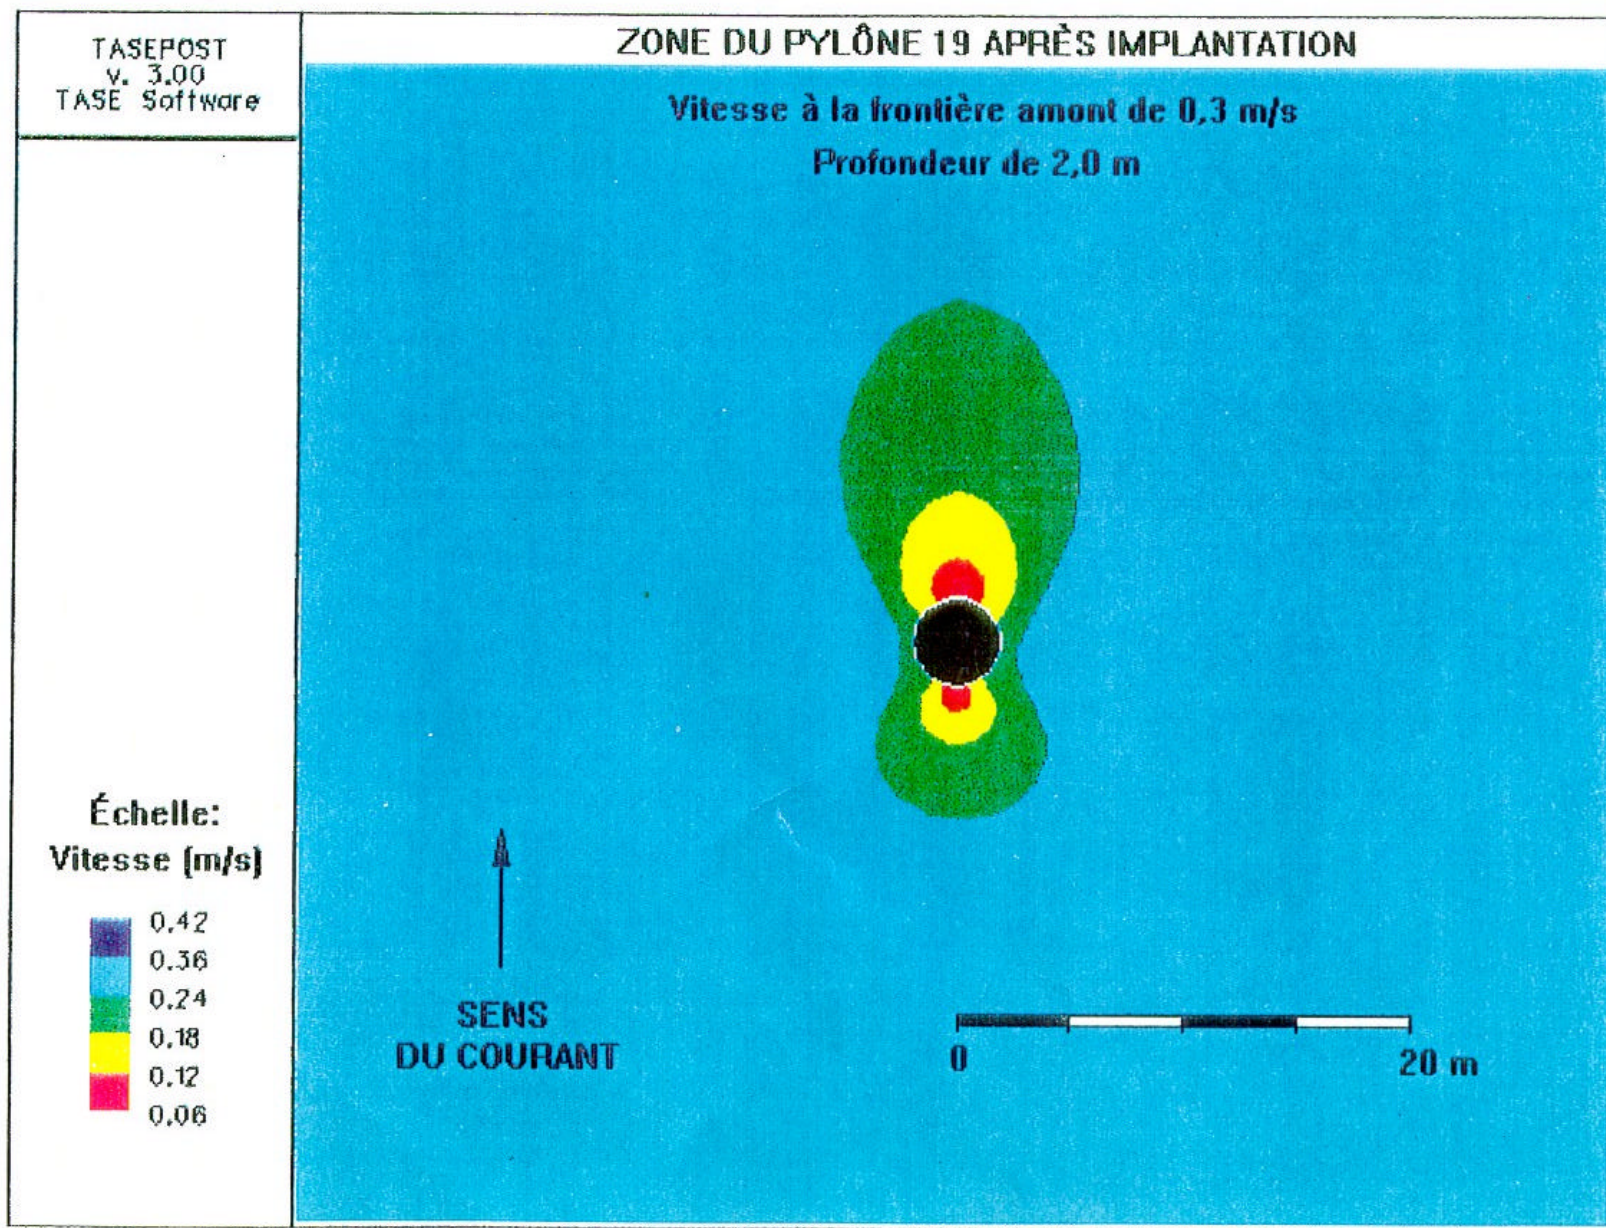 TASEPOST
v. 3.00
TASE Software
ZONE DU PYLÔNE 19 APRÈS IMPLANTATION
Vitesse à la frontière amont de 0,3 m/s
Profondeur de 2,0 m
Échelle:
Vitesse (m/s)
0.42
0.36
0.24
0.18
0.12
0.06
SENS
DU COURANT
0
20 m